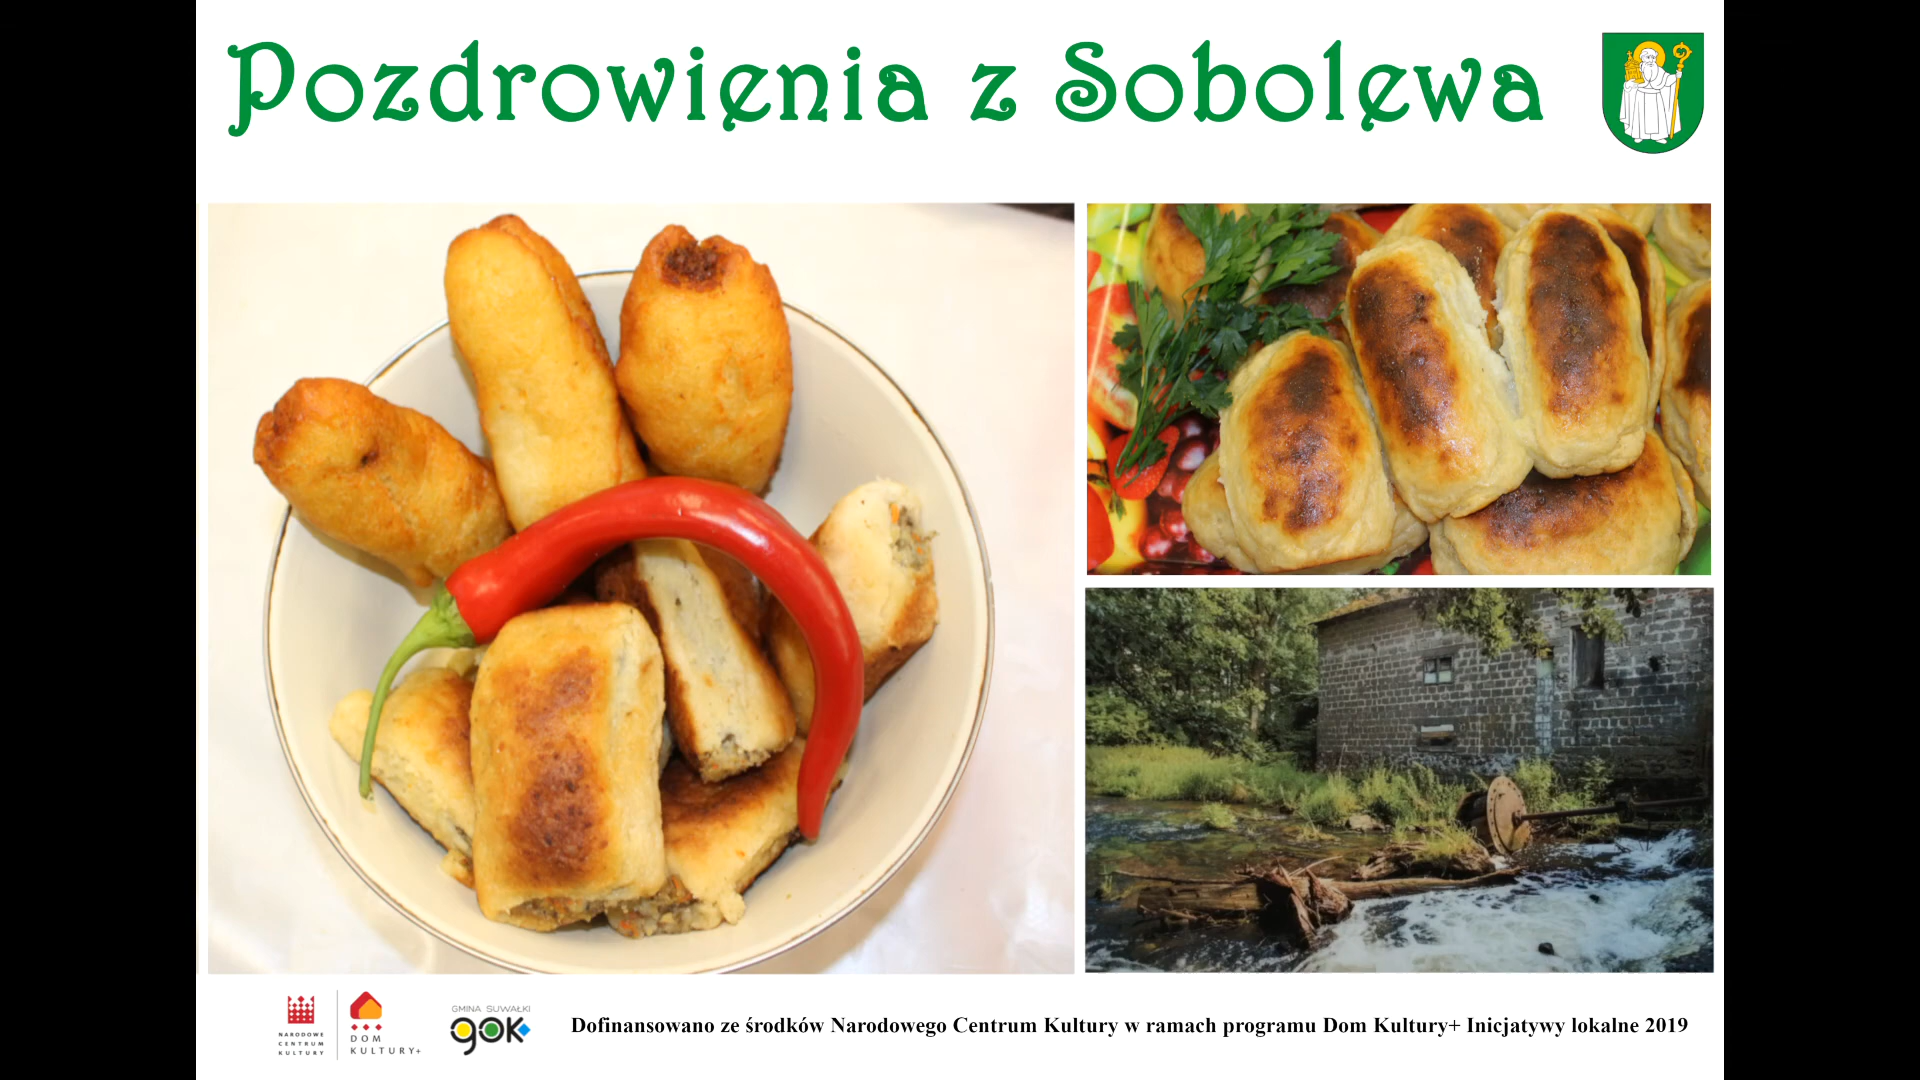 Pozdrowienia z Sobolewa
NARODOWE
CENTRUM
KULTURY
DOM
KULTURY+
GMINA SUWAŁKI
gok
Dofinansowano ze środków Narodowego Centrum Kultury w ramach programu Dom Kultury+ Inicjatywy lokalne 2019